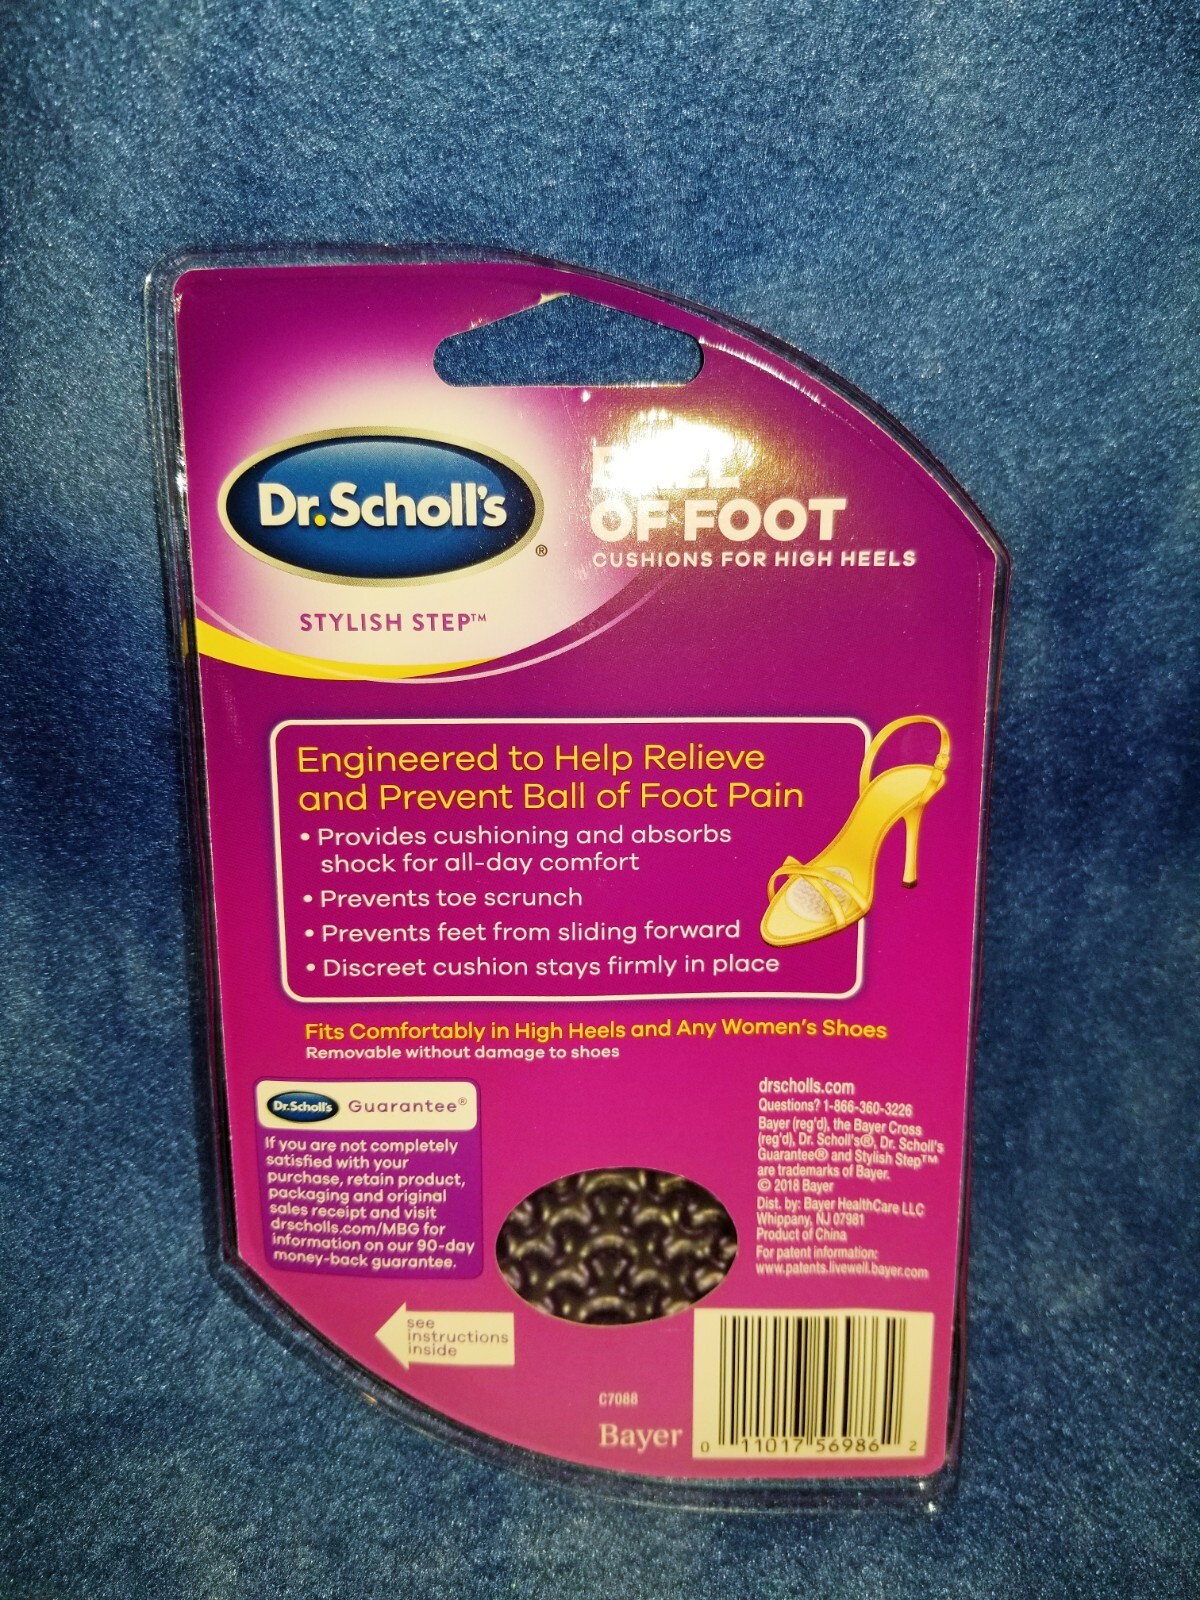 Dr.Scholl's®
STYLISH STEP™
BALL
OF FOOT
CUSHIONS FOR HIGH HEELS
Engineered to Help Relieve
and Prevent Ball of Foot Pain
• Provides cushioning and absorbs
shock for all-day comfort
• Prevents toe scrunch
• Prevents feet from sliding forward
• Discreet cushion stays firmly in place
Fits Comfortably in High Heels and Any Women's Shoes
Removable without damage to shoes
Dr.Scholl's Guarantee®
If you are not completely
satisfied with your
purchase, retain product,
packaging and original
sales receipt and visit
drscholls.com/MBG for
information on our 90-day
money-back guarantee.
drscholls.com
Questions? 1-866-360-3226
Bayer (reg'd), the Bayer Cross
(reg'd), Dr. Scholl's®, Dr. Scholl's
Guarantee® and Stylish Step™
are trademarks of Bayer.
© 2018 Bayer
Dist. by: Bayer HealthCare LLC
Whippany, NJ 07981
Product of China
For patent information:
www.patents.livewell.bayer.com
see
instructions
inside
C7088
Bayer
0 11017 56986 2